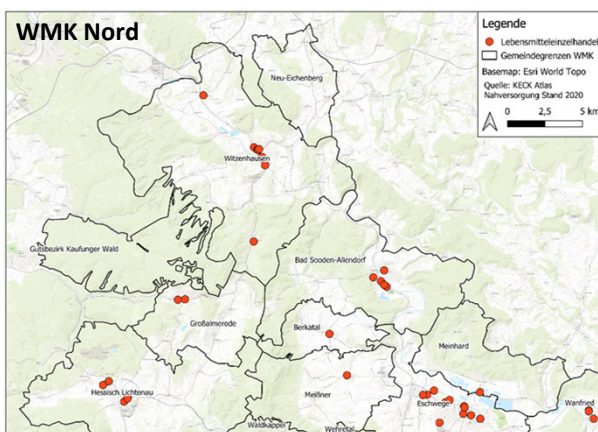 WMK Nord
Legende
Lebensmitteleinzelhandel
Gemeindegrenzen WMK
Basemap: Esri World Topo
Quelle: KECK Atlas
Nahversorgung Stand 2020
0 2,5 5 km
Neu-Eichenberg
Witzenhausen
Gutsbezirk Kaufunger Wald
Bad Sooden-Allendorf
Großalmerode
Berkatal
Meinhard
Meißner
Hessisch Lichtenau
Eschwege
Wanfried
Waldkappel
Wehretal